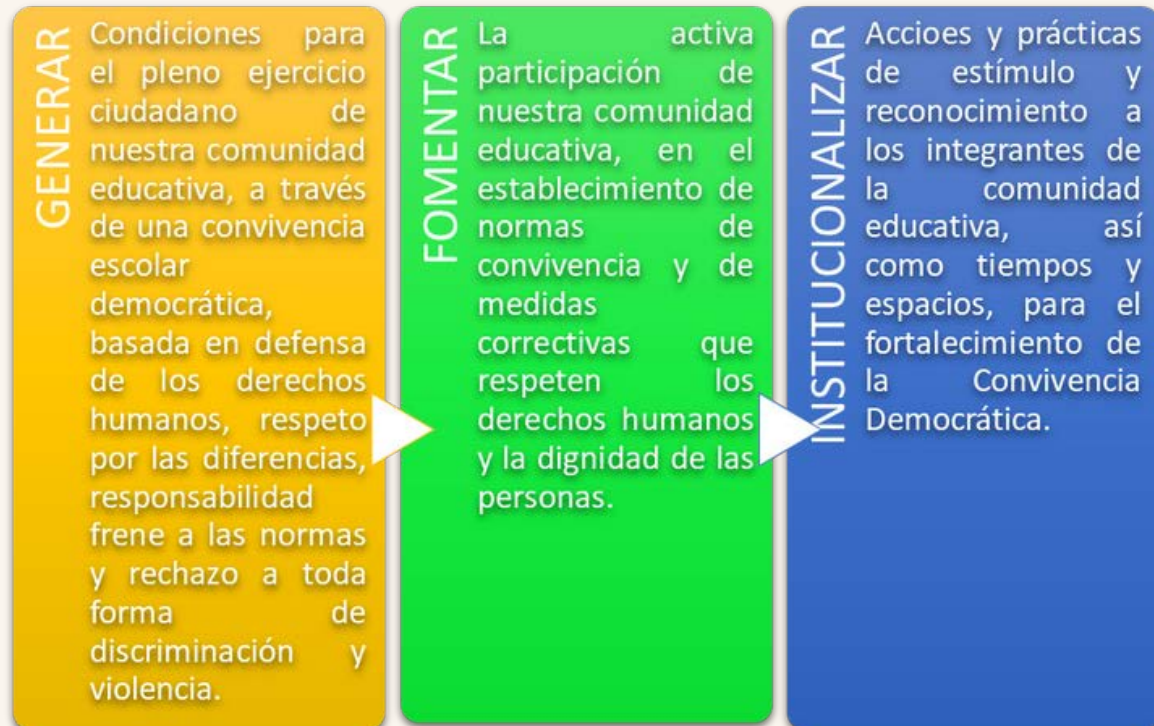 GENERAR
Condiciones para
el pleno ejercicio
ciudadano de
nuestra comunidad
educativa, a través
de una convivencia
escolar
democrática,
basada en defensa
de los derechos
humanos, respeto
por las diferencias,
responsabilidad
frene a las normas
y rechazo a toda
forma de
discriminación y
violencia.
FOMENTAR
La activa
participación de
nuestra comunidad
educativa, en el
establecimiento de
normas de
convivencia y de
medidas
correctivas que
respeten los
derechos humanos
y la dignidad de las
personas.
INSTITUCIONALIZAR
Accioes y prácticas
de estímulo y
reconocimiento a
los integrantes de
la comunidad
educativa, así
como tiempos y
espacios, para el
fortalecimiento de
la Convivencia
Democrática.